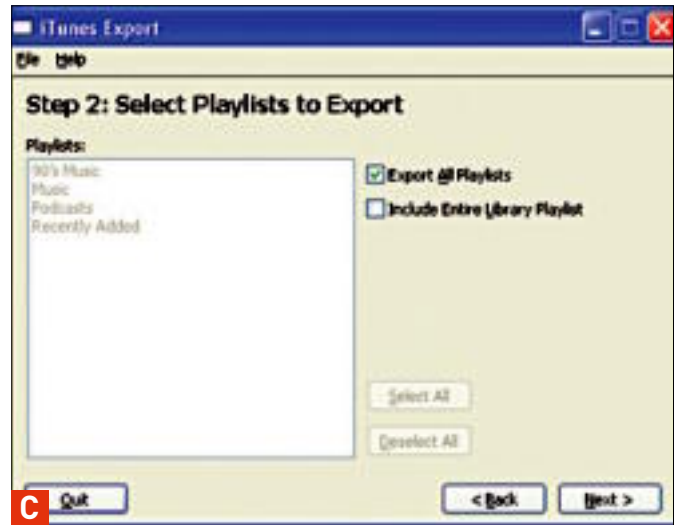 iTunes Export
File Help
Step 2: Select Playlists to Export
Playlists:
90's Music
Music
Podcasts
Recently Added
Export All Playlists
Include Entire Library Playlist
Select All
Deselect All
C
Quit
< Back
Next >